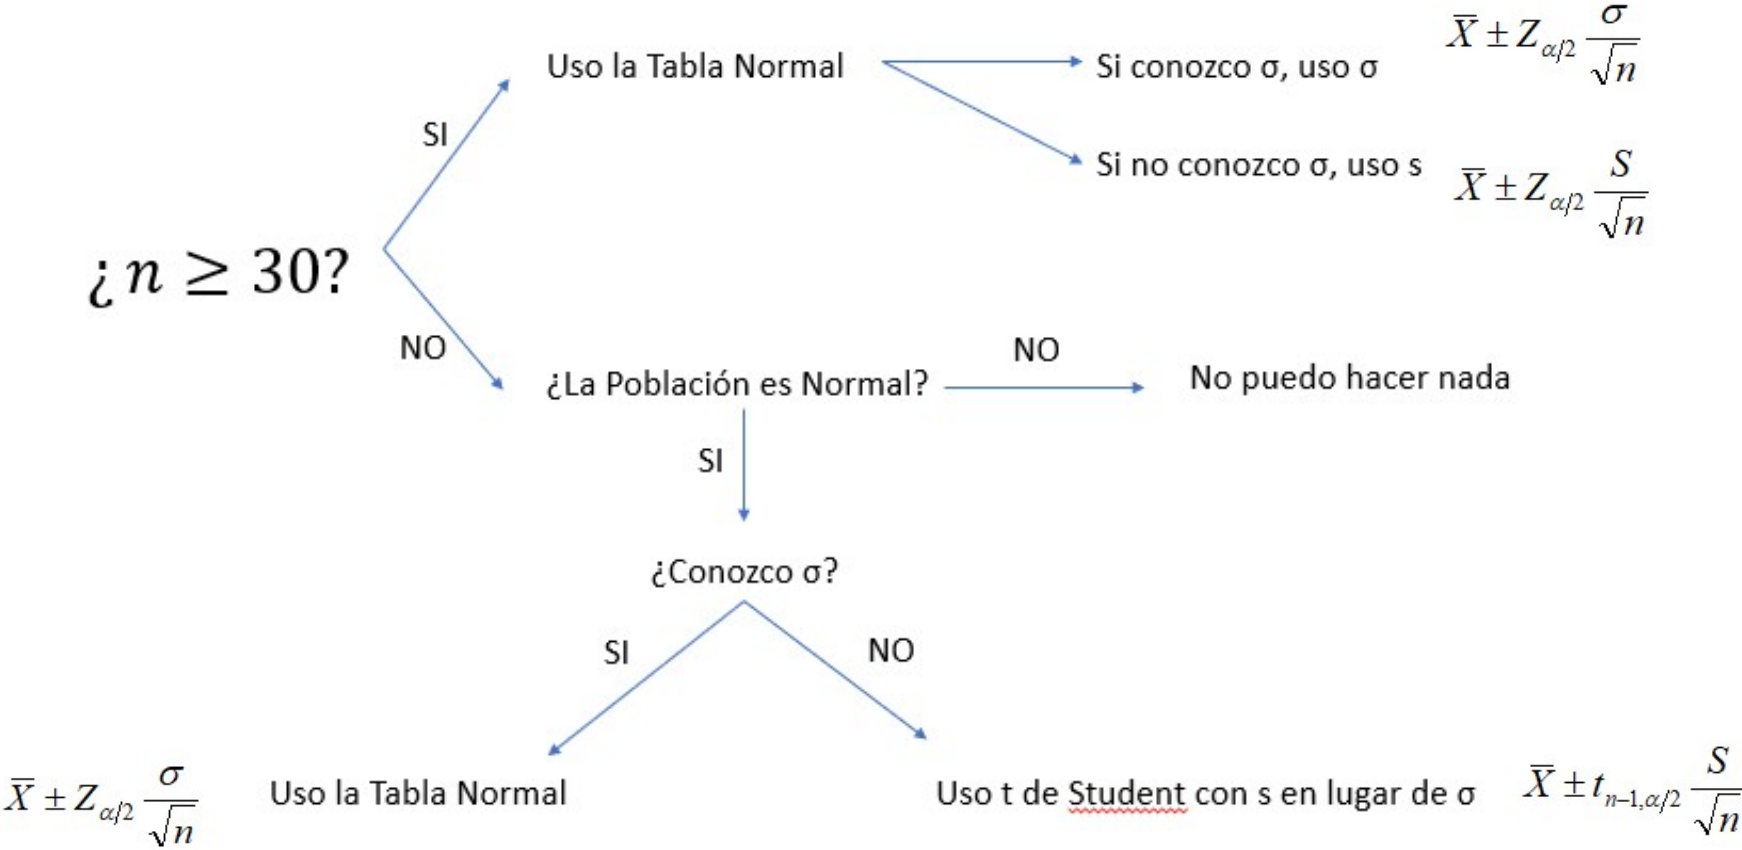 Uso la Tabla Normal
Si conozco σ, uso σ
X̅ ± Z_{α/2} σ/√n
SI
Si no conozco σ, uso s
X̅ ± Z_{α/2} S/√n
¿n ≥ 30?
NO
¿La Población es Normal?
NO
No puedo hacer nada
SI
¿Conozco σ?
SI
NO
X̅ ± Z_{α/2} σ/√n
Uso la Tabla Normal
Uso t de Student con s en lugar de σ
X̅ ± t_{n−1,α/2} S/√n